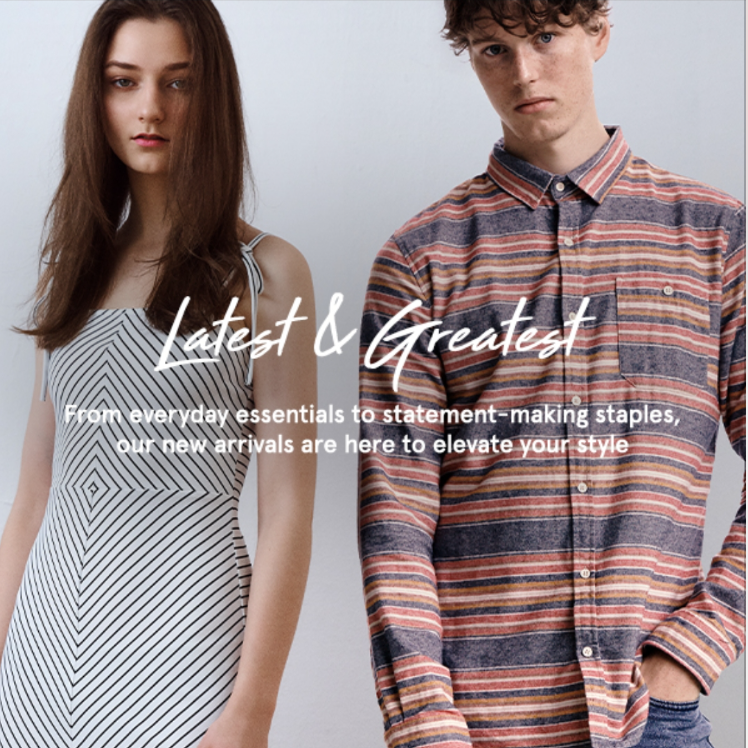 Latest & Greatest
From everyday essentials to statement-making staples,
our new arrivals are here to elevate your style